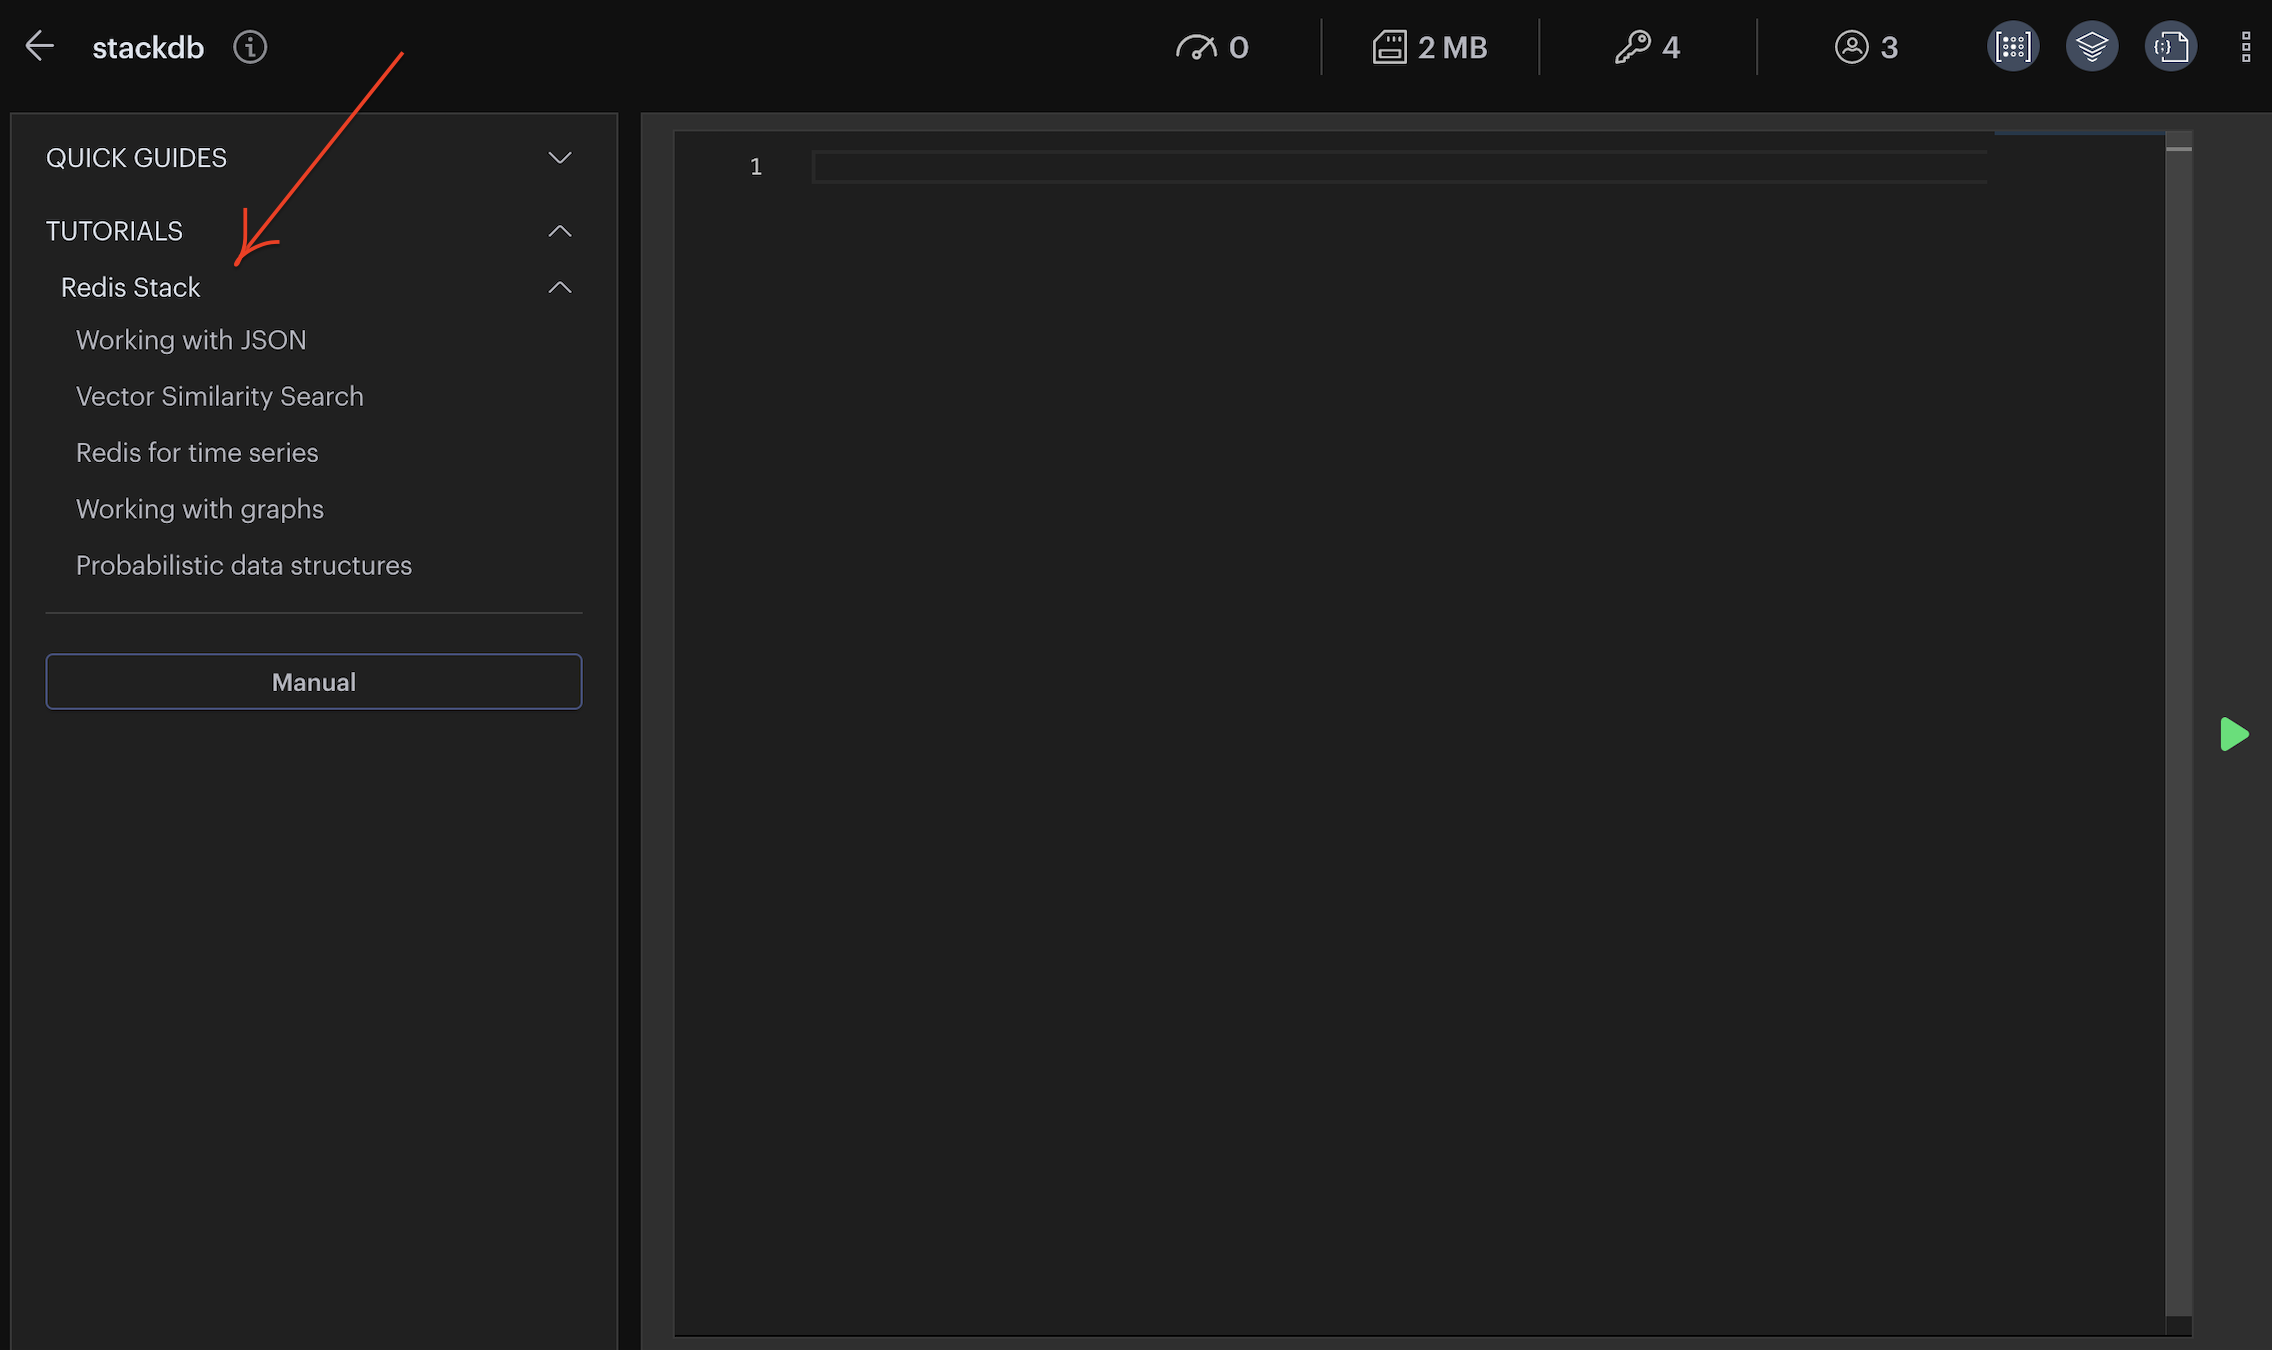 stackdb
0
2 MB
4
3
QUICK GUIDES
TUTORIALS
Redis Stack
Working with JSON
Vector Similarity Search
Redis for time series
Working with graphs
Probabilistic data structures
Manual
1